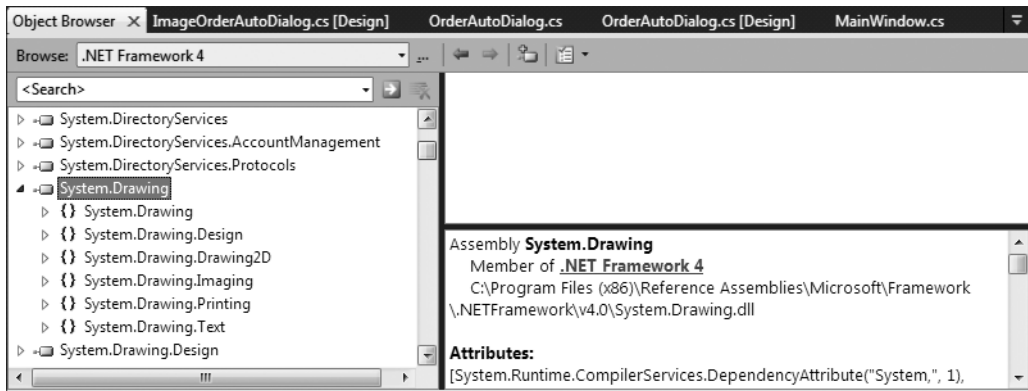 Object Browser ImageOrderAutoDialog.cs [Design] OrderAutoDialog.cs OrderAutoDialog.cs [Design] MainWindow.cs
Browse: .NET Framework 4 ...
<Search>
System.DirectoryServices
System.DirectoryServices.AccountManagement
System.DirectoryServices.Protocols
System.Drawing
{} System.Drawing
{} System.Drawing.Design
{} System.Drawing.Drawing2D
{} System.Drawing.Imaging
{} System.Drawing.Printing
{} System.Drawing.Text
System.Drawing.Design
Assembly System.Drawing
Member of .NET Framework 4
C:\Program Files (x86)\Reference Assemblies\Microsoft\Framework
\.NETFramework\v4.0\System.Drawing.dll
Attributes:
[System.Runtime.CompilerServices.DependencyAttribute("System,", 1),